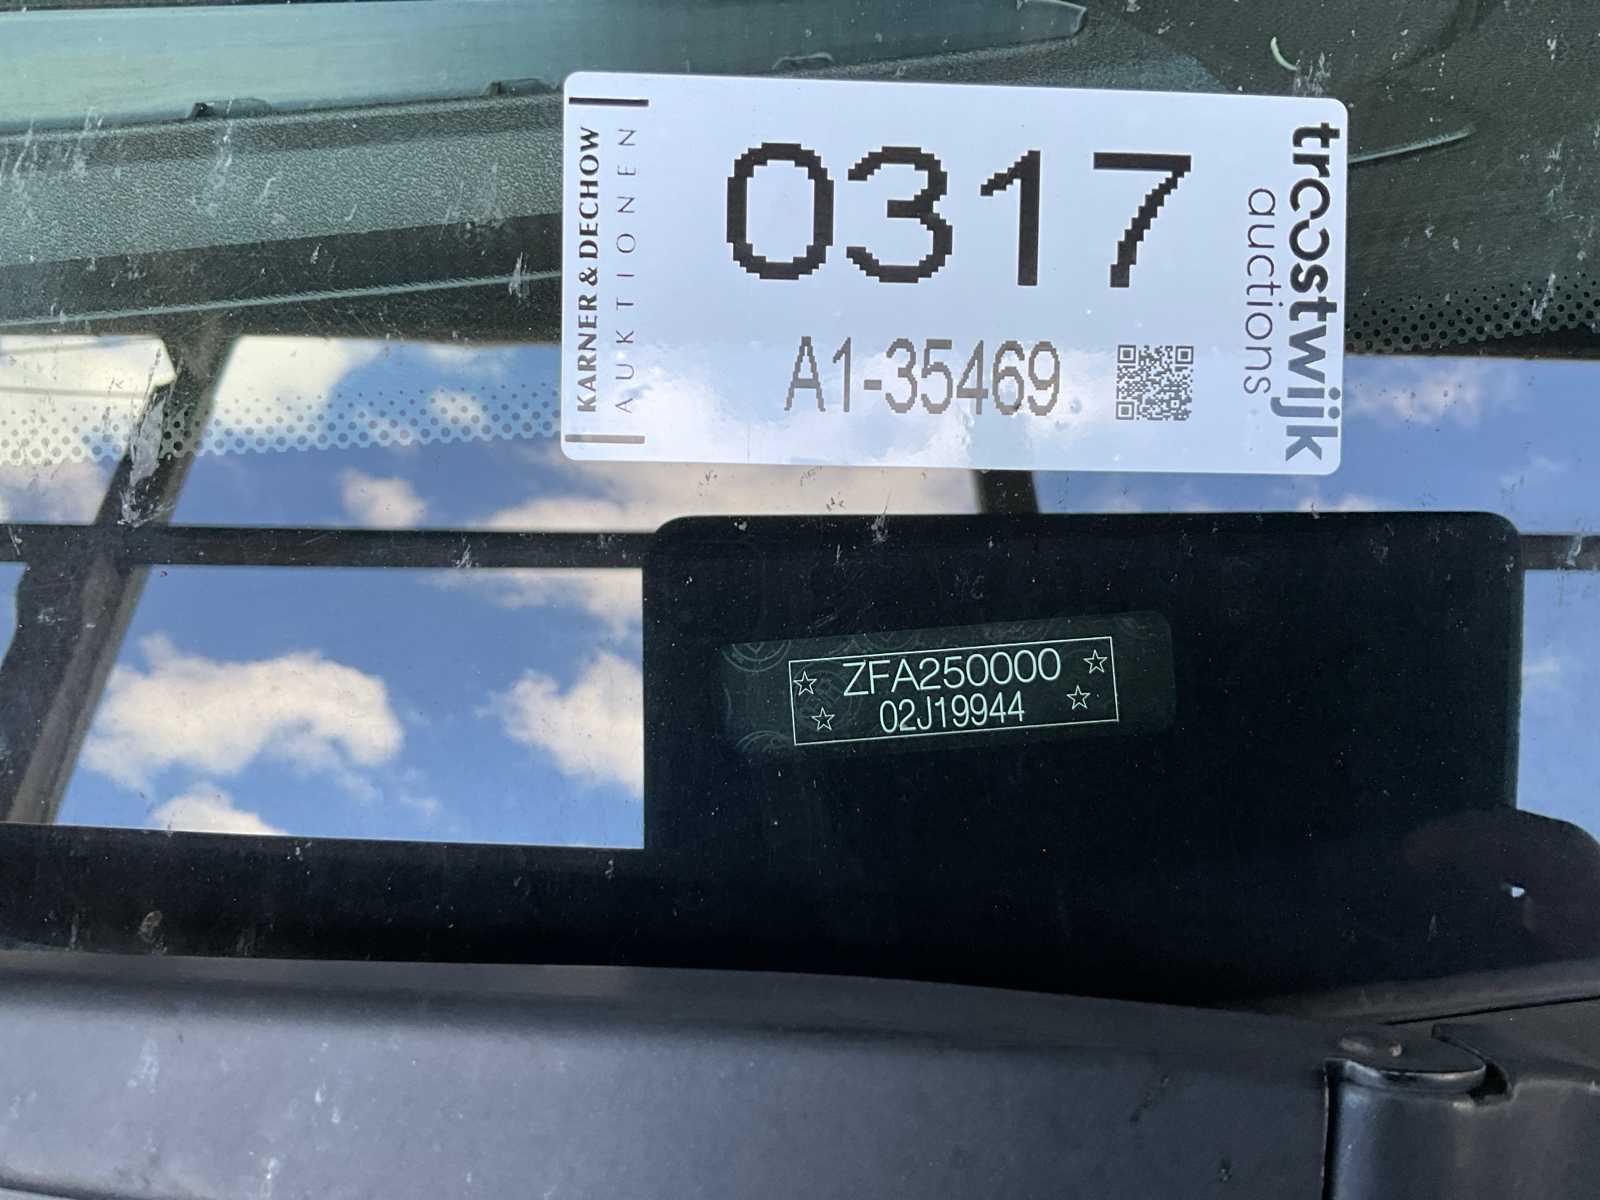 KARNER & DECHOW
AUKTIONEN
0317
A1-35469
troostwijk
auctions
ZFA250000
02J19944